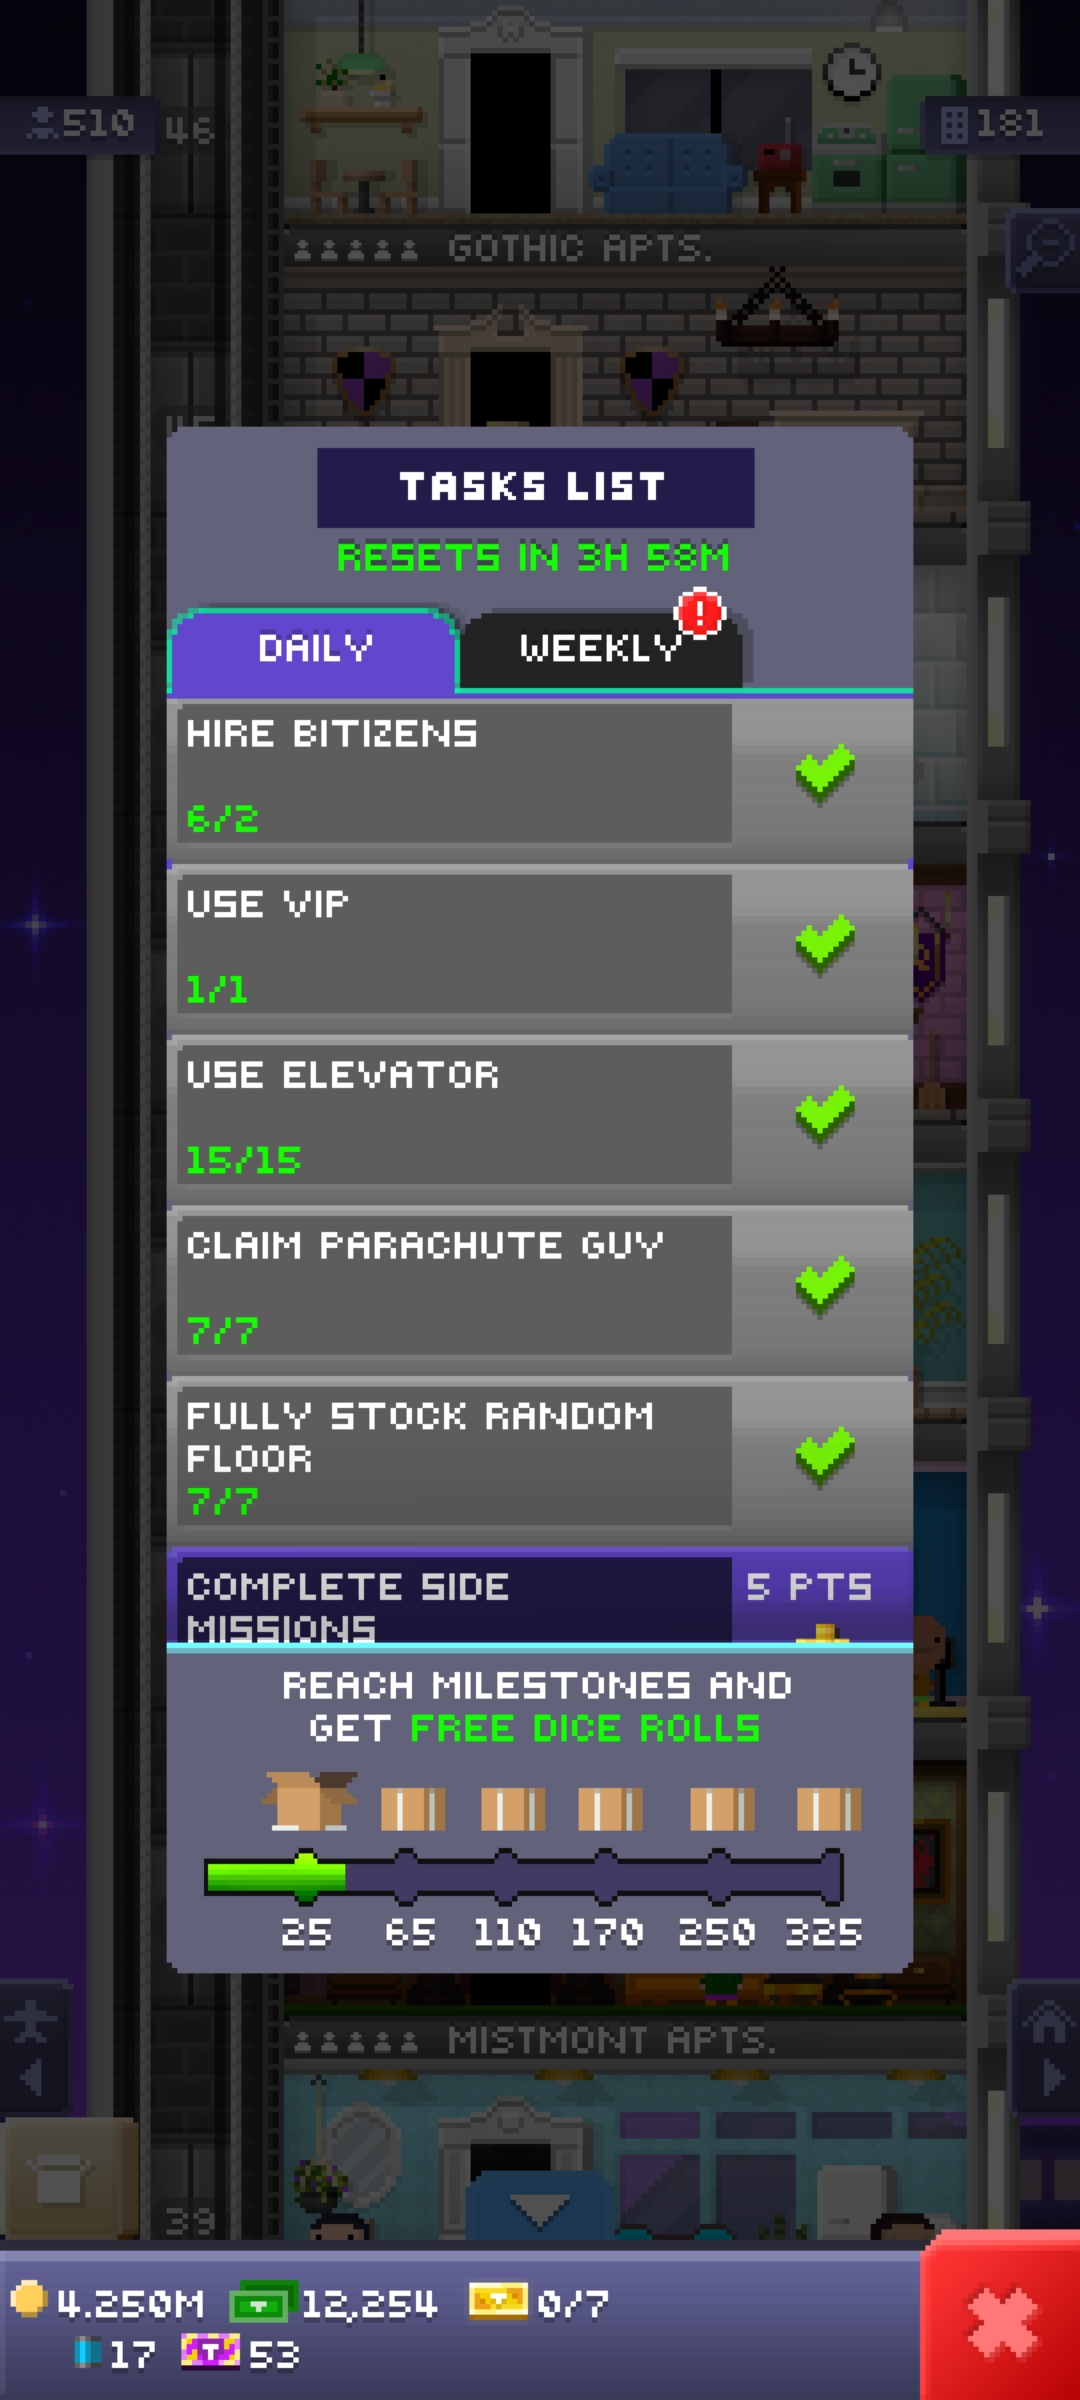 510
46
181
GOTHIC APTS.
TASKS LIST
RESETS IN 3H 58M
DAILY
WEEKLY
!
HIRE BITIZENS
6/2
USE VIP
1/1
USE ELEVATOR
15/15
CLAIM PARACHUTE GUY
7/7
FULLY STOCK RANDOM
FLOOR
7/7
COMPLETE SIDE
MISSIONS
5 PTS
REACH MILESTONES AND
GET FREE DICE ROLLS
25 65 110 170 250 325
MISTMONT APTS.
39
4.250M 12,254 0/7
17 53